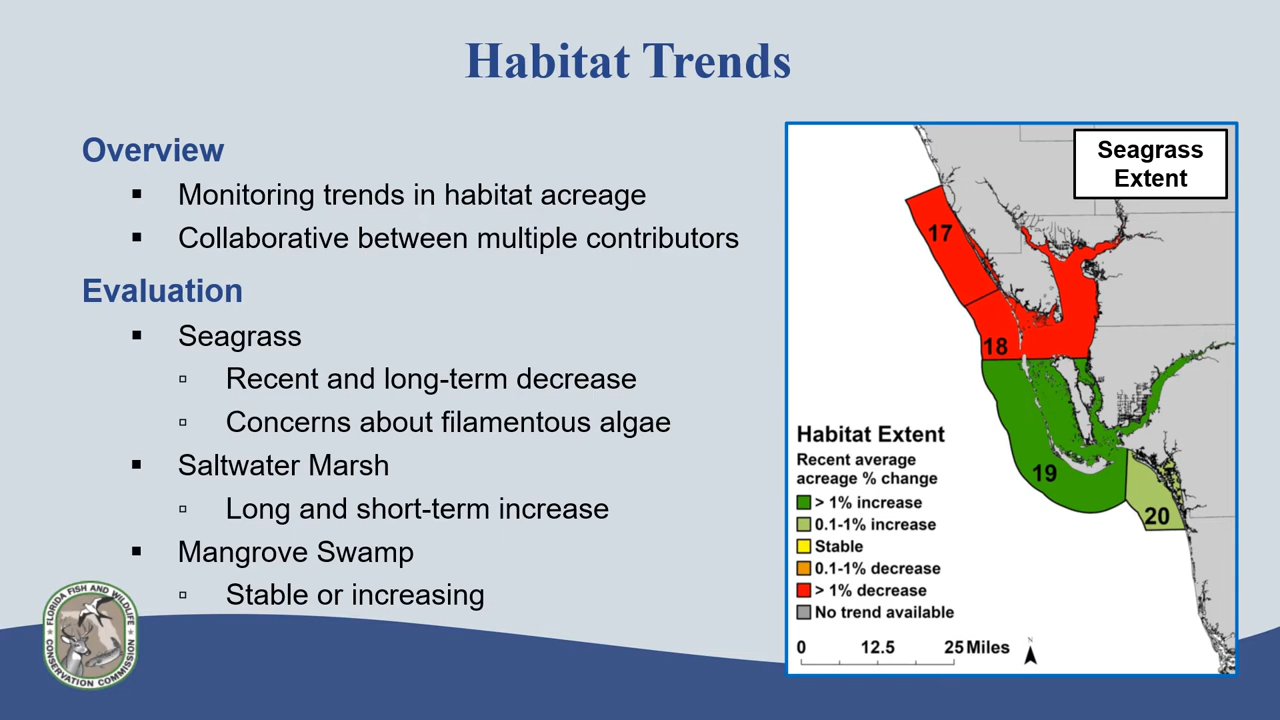 Habitat Trends
Overview
▪ Monitoring trends in habitat acreage
▪ Collaborative between multiple contributors
Evaluation
▪ Seagrass
▫ Recent and long-term decrease
▫ Concerns about filamentous algae
▪ Saltwater Marsh
▫ Long and short-term increase
▪ Mangrove Swamp
▫ Stable or increasing
FLORIDA FISH AND WILDLIFE
CONSERVATION COMMISSION
Seagrass
Extent
17
18
19
20
Habitat Extent
Recent average
acreage % change
> 1% increase
0.1-1% increase
Stable
0.1-1% decrease
> 1% decrease
No trend available
0 12.5 25 Miles
N